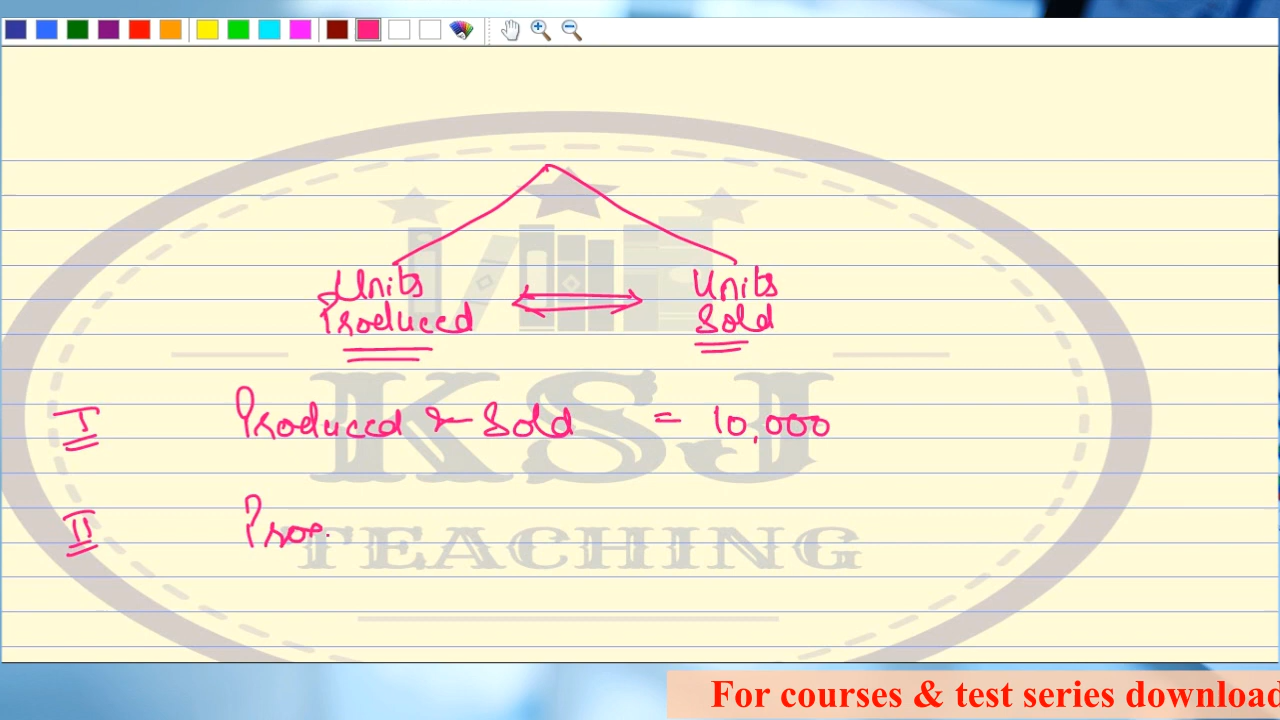 Units Units
Produced Sold
I Produced & Sold = 10,000
II Pro
KSJ
TEACHING
For courses & test series download